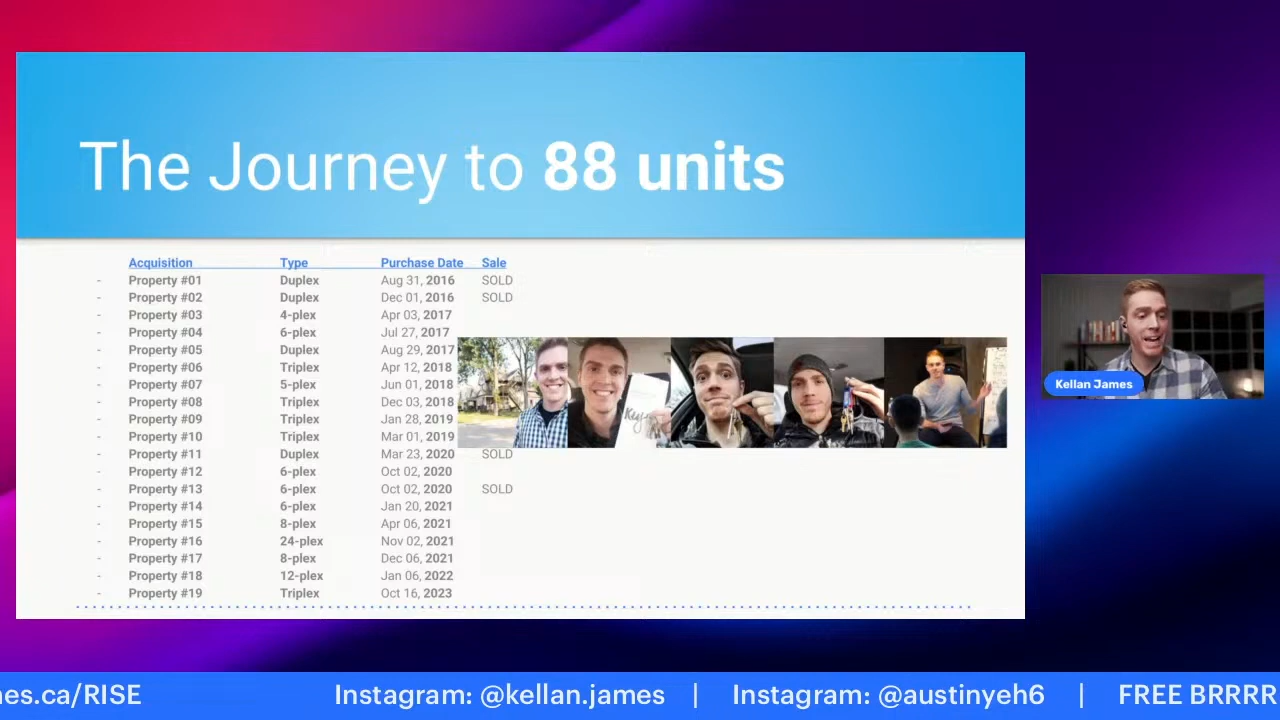 The Journey to 88 units
Acquisition Type Purchase Date Sale
- Property #01 Duplex Aug 31, 2016 SOLD
- Property #02 Duplex Dec 01, 2016 SOLD
- Property #03 4-plex Apr 03, 2017
- Property #04 6-plex Jul 27, 2017
- Property #05 Duplex Aug 29, 2017
- Property #06 Triplex Apr 12, 2018
- Property #07 5-plex Jun 01, 2018
- Property #08 Triplex Dec 03, 2018
- Property #09 Triplex Jan 28, 2019
- Property #10 Triplex Mar 01, 2019
- Property #11 Duplex Mar 23, 2020 SOLD
- Property #12 6-plex Oct 02, 2020
- Property #13 6-plex Oct 02, 2020 SOLD
- Property #14 6-plex Jan 20, 2021
- Property #15 8-plex Apr 06, 2021
- Property #16 24-plex Nov 02, 2021
- Property #17 8-plex Dec 06, 2021
- Property #18 12-plex Jan 06, 2022
- Property #19 Triplex Oct 16, 2023
Kellan James
nes.ca/RISE Instagram: @kellan.james | Instagram: @austinyeh6 | FREE BRRRR